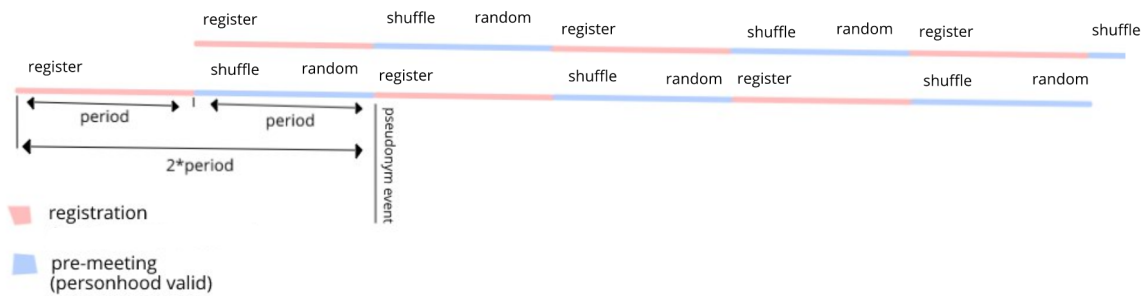 register shuffle random register shuffle random register shuffle
register shuffle random register shuffle random register shuffle random
period period
2*period
pseudonym event
registration
pre-meeting
(personhood valid)